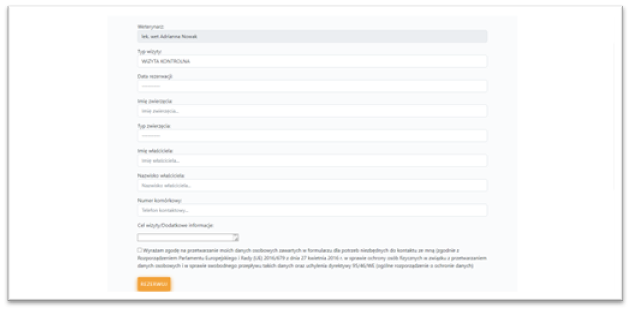 Weterynarz:
lek. wet Adrianna Nowak
Typ wizyty:
WIZYTA KONTROLNA
Data rezerwacji:
----------
Imię zwierzęcia:
Imię zwierzęcia...
Typ zwierzęcia:
----------
Imię właściciela:
Imię właściciela...
Nazwisko właściciela:
Nazwisko właściciela...
Numer komórkowy:
Telefon kontaktowy...
Cel wizyty/Dodatkowe informacje:
Wyrażam zgodę na przetwarzanie moich danych osobowych zawartych w formularzu dla potrzeb niezbędnych do kontaktu ze mną (zgodnie z
Rozporządzeniem Parlamentu Europejskiego i Rady (UE) 2016/679 z dnia 27 kwietnia 2016 r. w sprawie ochrony osób fizycznych w związku z przetwarzaniem
danych osobowych i w sprawie swobodnego przepływu takich danych oraz uchylenia dyrektywy 95/46/WE (ogólne rozporządzenie o ochronie danych)
REZERWUJ